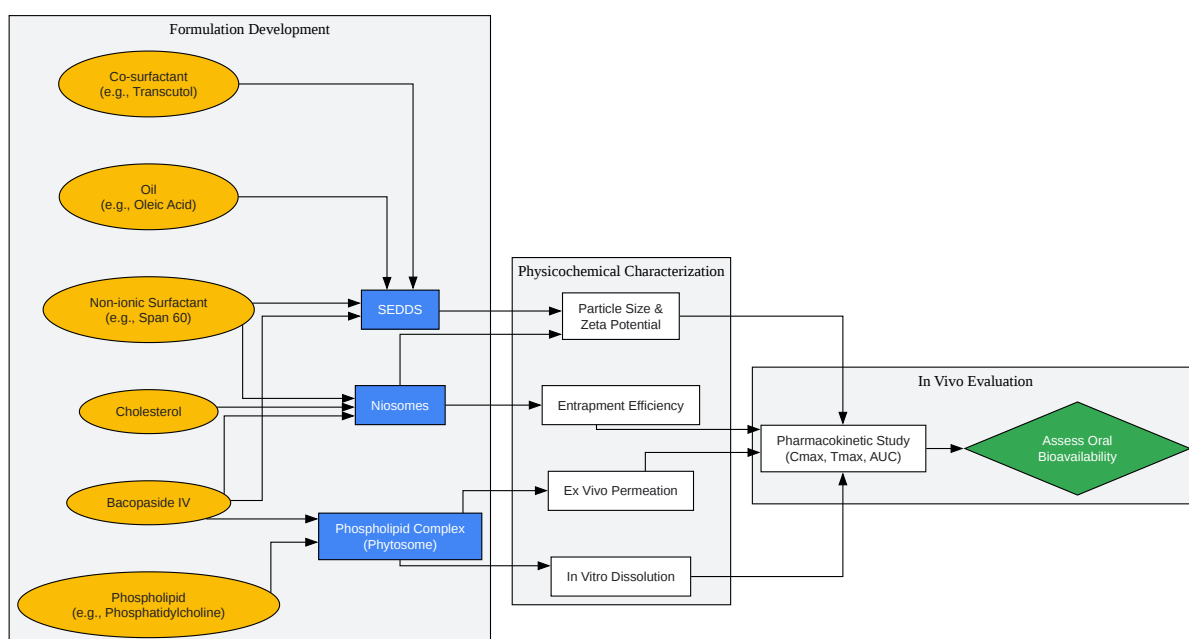 Formulation Development
Co-surfactant
(e.g., Transcutol)
Oil
(e.g., Oleic Acid)
Non-ionic Surfactant
(e.g., Span 60)
Cholesterol
Bacopaside IV
Phospholipid
(e.g., Phosphatidylcholine)
SEDDS
Niosomes
Phospholipid Complex
(Phytosome)
Physicochemical Characterization
Particle Size &
Zeta Potential
Entrapment Efficiency
Ex Vivo Permeation
In Vitro Dissolution
In Vivo Evaluation
Pharmacokinetic Study
(Cmax, Tmax, AUC)
Assess Oral
Bioavailability